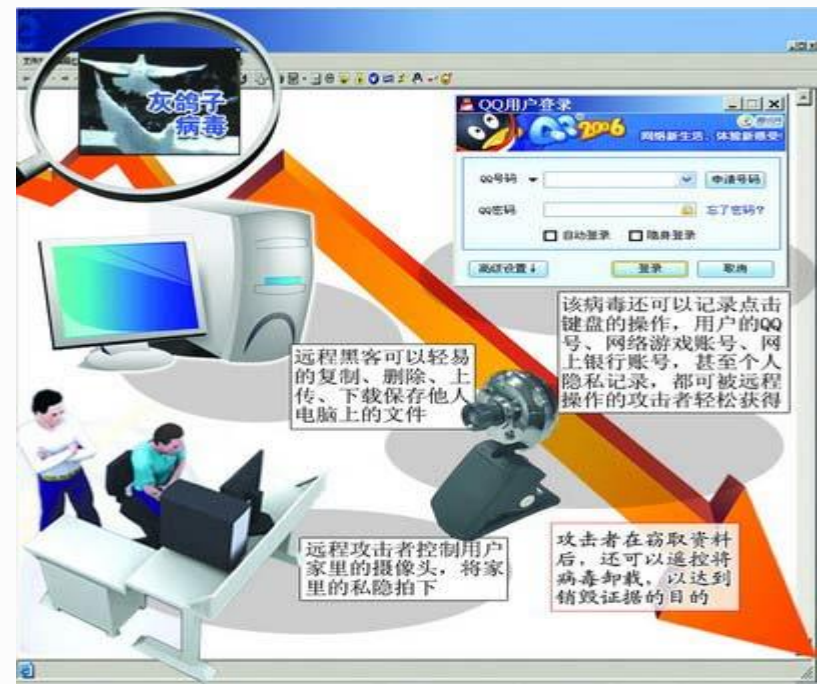 灰鸽子
病毒
QQ用户登录
2006
网络新生活，体验新感受
QQ号码
申请号码
QQ密码
忘了密码?
自动登录
隐身登录
高级设置↓
登录
取消
该病毒还可以记录点击
键盘的操作，用户的QQ
号、网络游戏账号、网
上银行账号，甚至个人
隐私记录，都可被远程
操作的攻击者轻松获得
远程黑客可以轻易
的复制、删除、上
传、下载保存他人
电脑上的文件
远程攻击者控制用户
家里的摄像头，将家
里的私隐拍下
攻击者在窃取资料
后，还可以遥控将
病毒卸载，以达到
销毁证据的目的